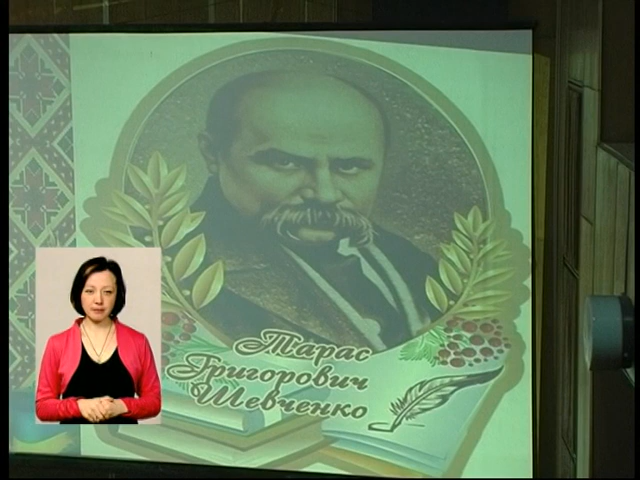 Тарас
Григорович
Шевченко